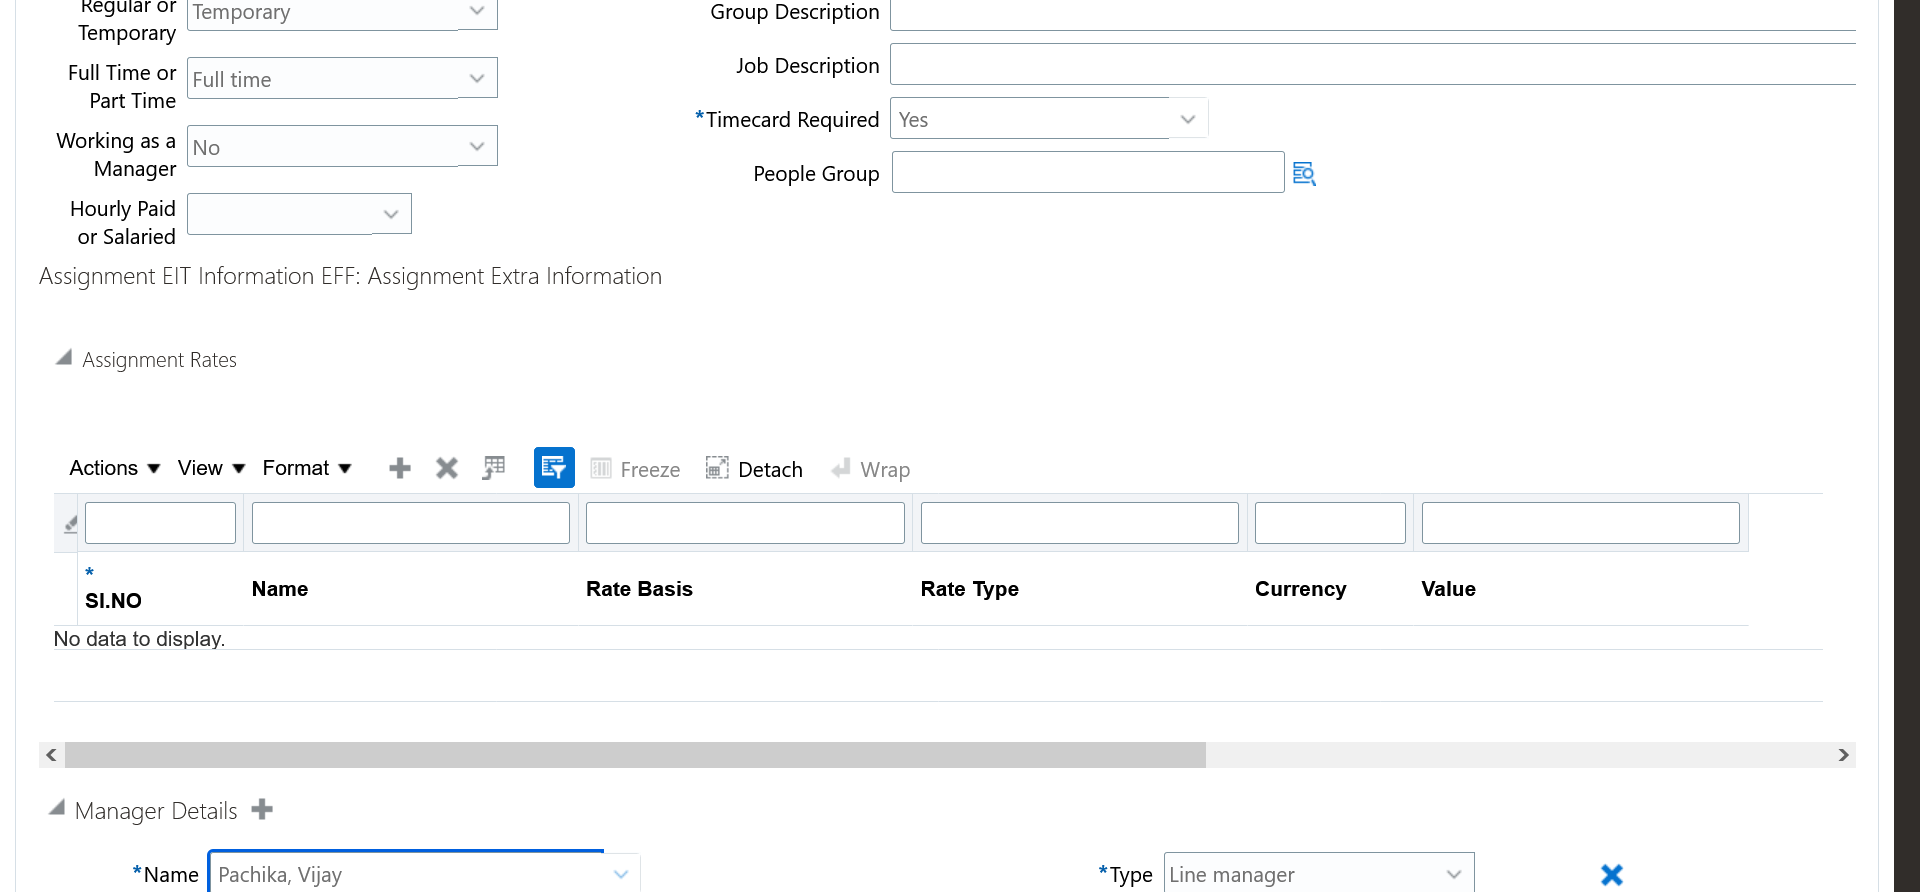 Regular or
Temporary
Temporary
Group Description
Full Time or
Part Time
Full time
Job Description
Working as a
Manager
No
*Timecard Required
Yes
People Group
Hourly Paid
or Salaried
Assignment EIT Information EFF: Assignment Extra Information
Assignment Rates
Actions View Format Freeze Detach Wrap
*
SI.NO Name Rate Basis Rate Type Currency Value
No data to display.
Manager Details
*Name Pachika, Vijay *Type Line manager